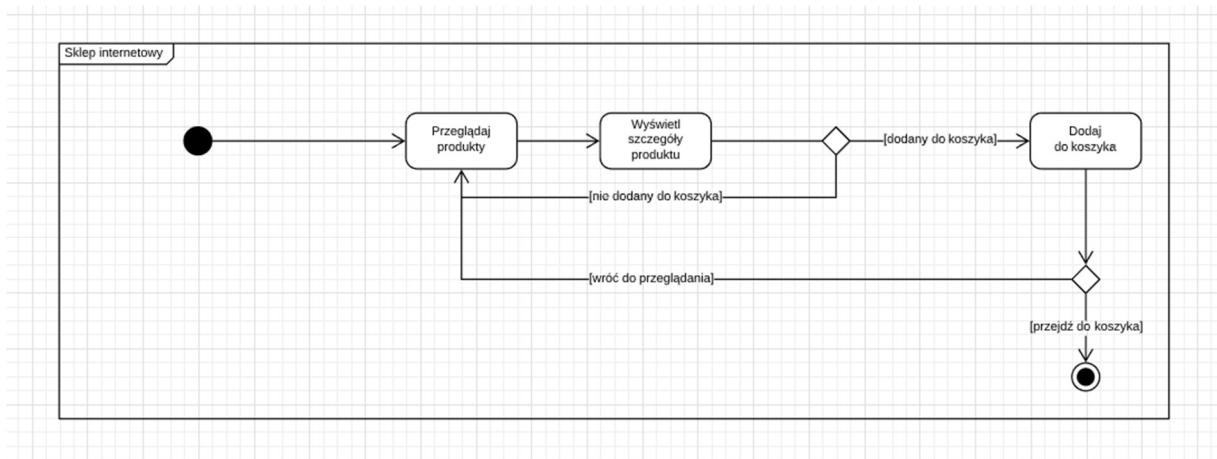 Sklep internetowy
Przeglądaj
produkty
Wyświetl
szczegóły
produktu
[dodany do koszyka]
Dodaj
do koszyka
[nie dodany do koszyka]
[wróć do przeglądania]
[przejdź do koszyka]